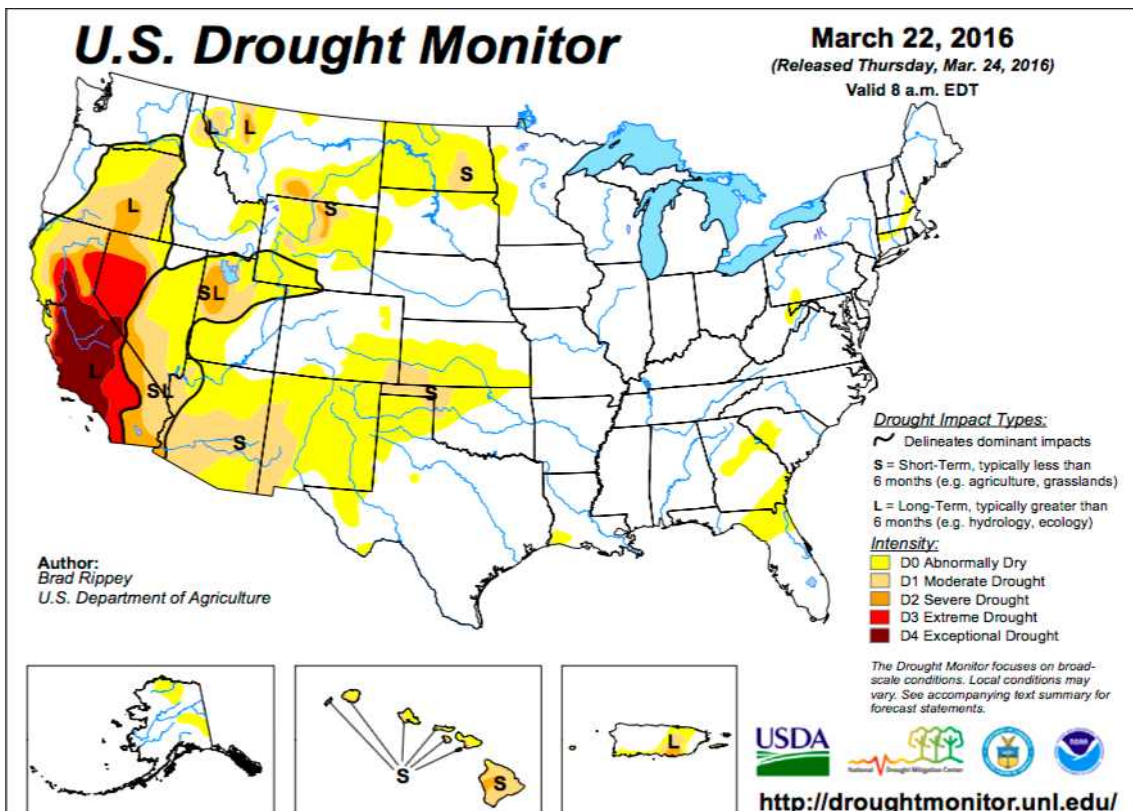 U.S. Drought Monitor
March 22, 2016
(Released Thursday, Mar. 24, 2016)
Valid 8 a.m. EDT
L
L
S
L
S
S L
L
S L
S
S
Drought Impact Types:
Delineates dominant impacts
S = Short-Term, typically less than
6 months (e.g. agriculture, grasslands)
L = Long-Term, typically greater than
6 months (e.g. hydrology, ecology)
Intensity:
D0 Abnormally Dry
D1 Moderate Drought
D2 Severe Drought
D3 Extreme Drought
D4 Exceptional Drought
Author:
Brad Rippey
U.S. Department of Agriculture
The Drought Monitor focuses on broad-
scale conditions. Local conditions may
vary. See accompanying text summary for
forecast statements.
S
S
L
USDA
National Drought Mitigation Center
http://droughtmonitor.unl.edu/